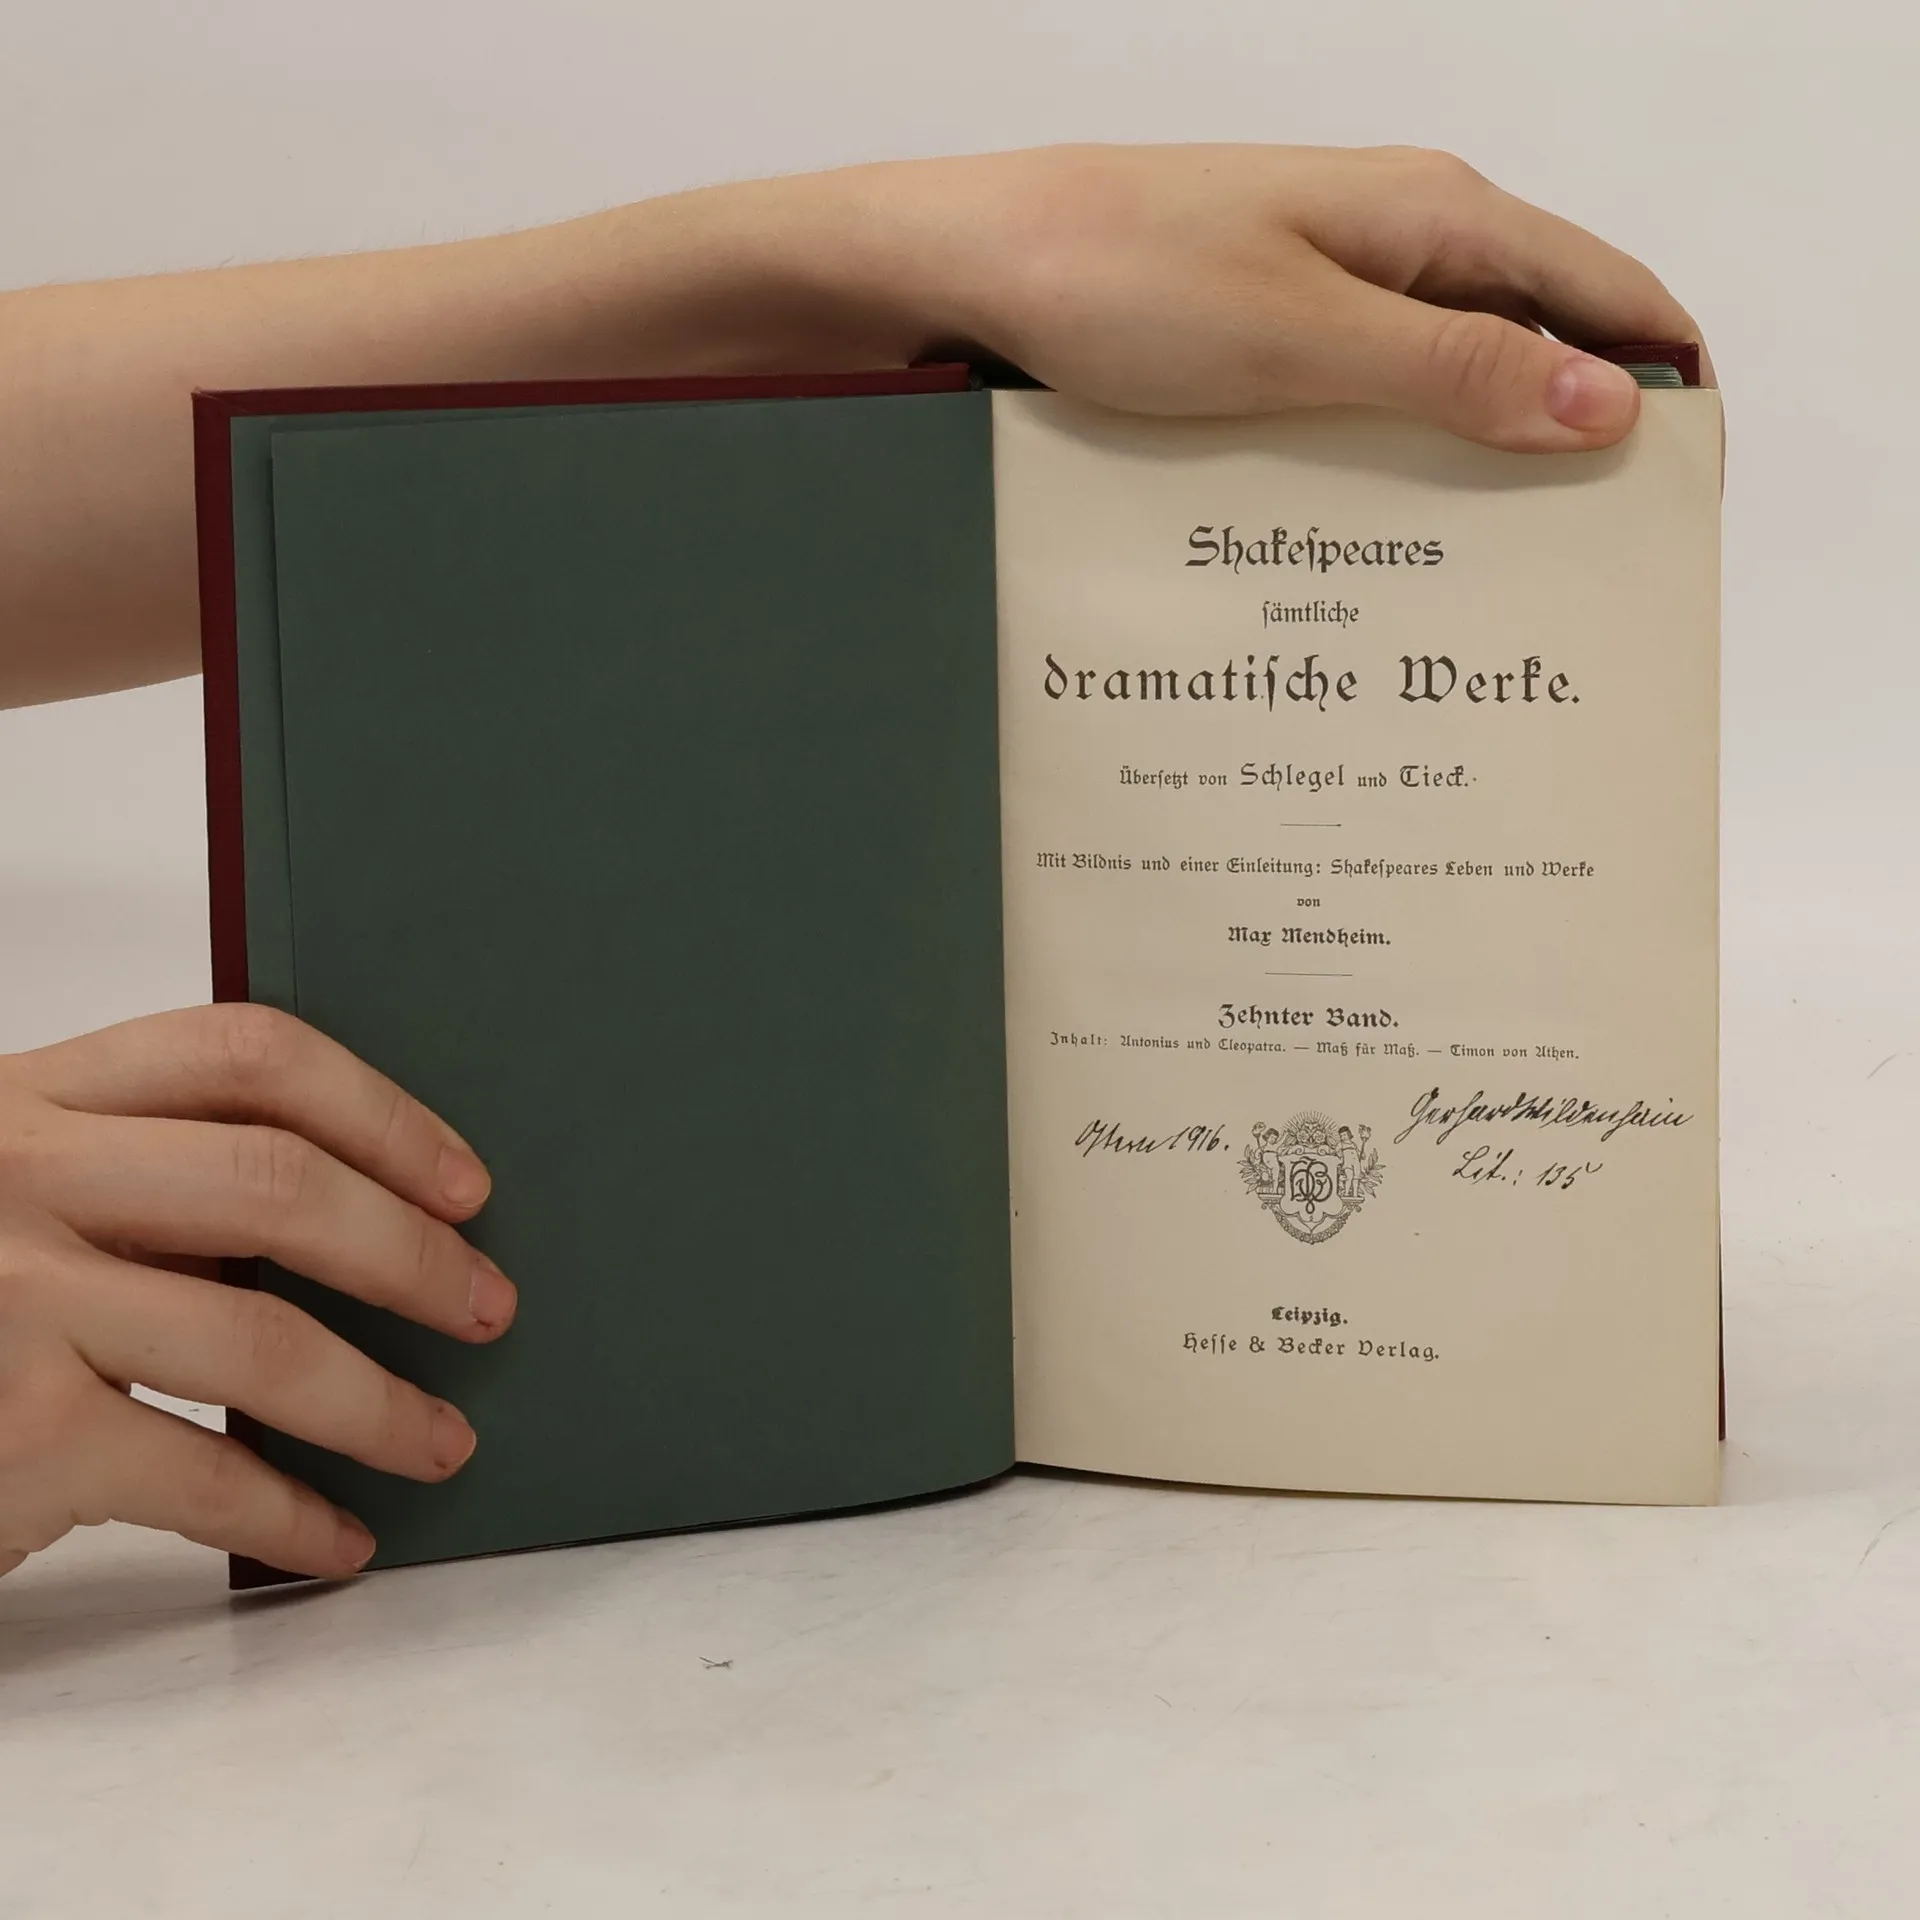 Shakeſpeares
ſämtliche
dramatiſche Werke.
Überſetzt von Schlegel und Tieck.
Mit Bildnis und einer Einleitung: Shakeſpeares Leben und Werke
von
Max Mendheim.
Zehnter Band.
Inhalt: Antonius und Cleopatra. — Maß für Maß. — Timon von Athen.
Gerhard Wildenhain
Ostern 1916.
Lit.: 135
Leipzig.
Heſſe & Becker Verlag.